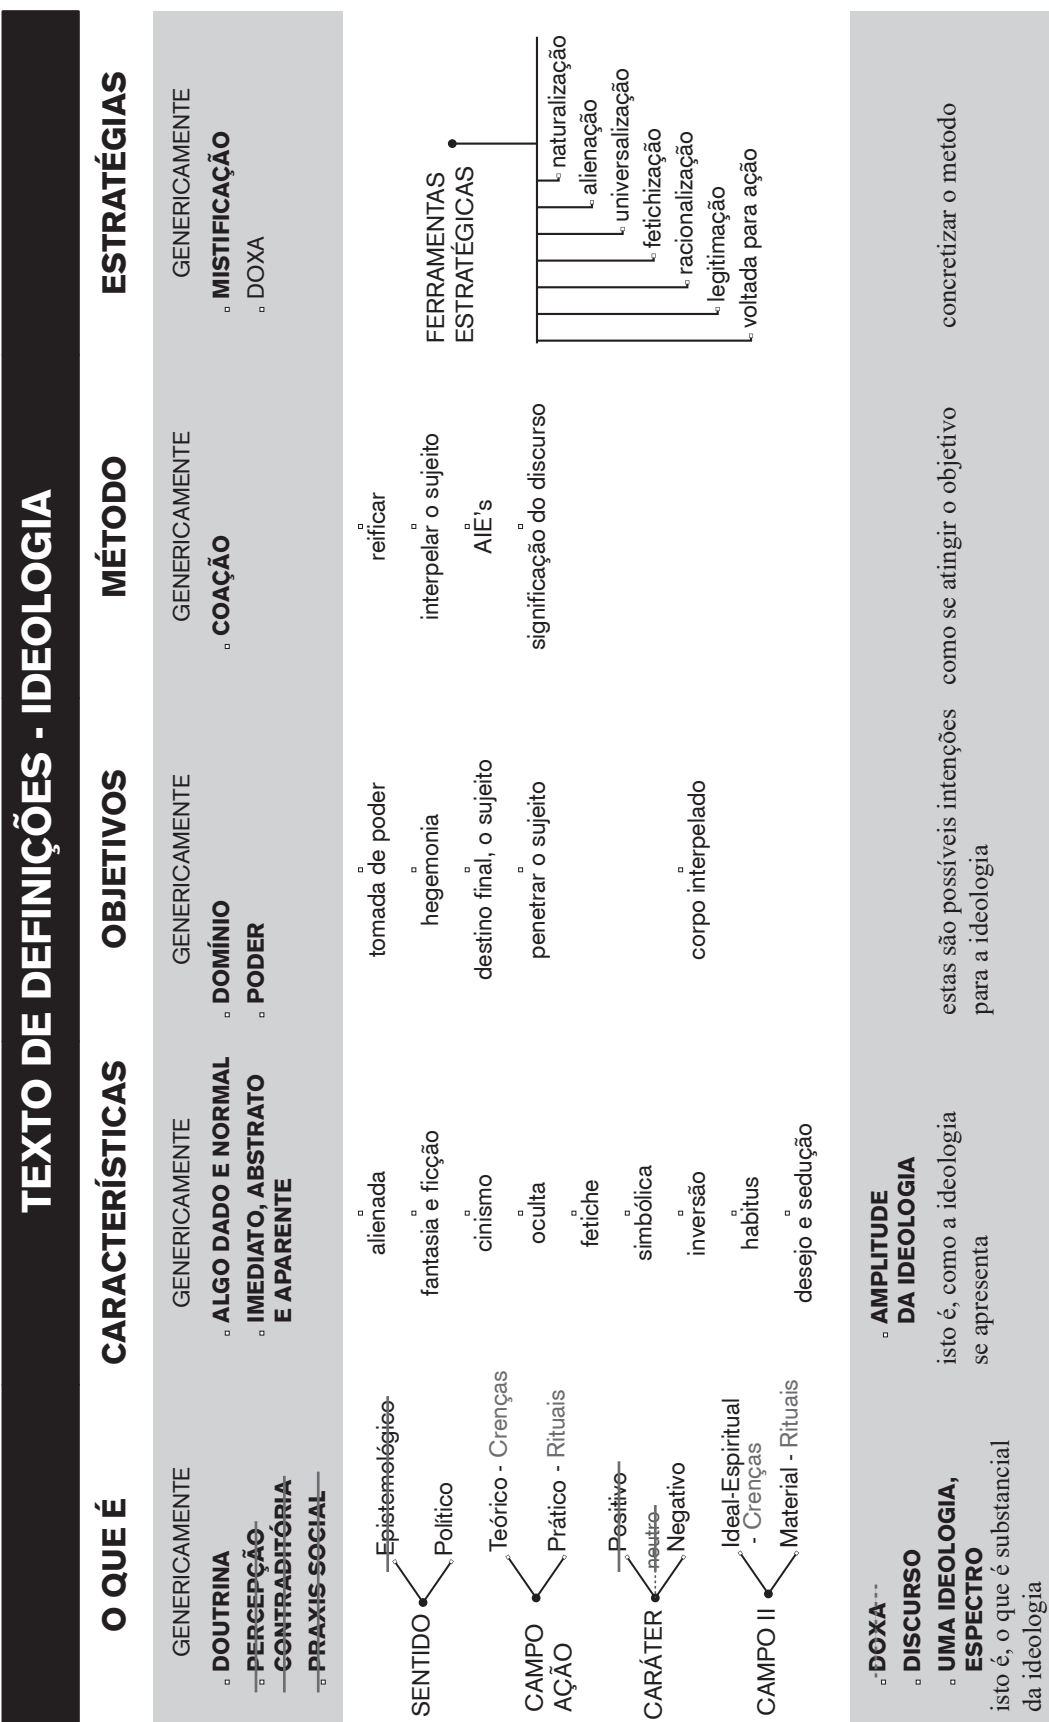 TEXTO DE DEFINIÇÕES · IDEOLOGIA
O QUE É
GENERICAMENTE
DOUTRINA
PERCEPÇÃO
CONTRADITÓRIA
PRAXIS SOCIAL
SENTIDO
Epistemológico
Político
CAMPO
AÇÃO
Teórico - Crenças
Prático - Rituais
CARÁTER
Positivo
neutro
Negativo
CAMPO II
Ideal-Espiritual
- Crenças
Material - Rituais
DOXA
DISCURSO
UMA IDEOLOGIA,
ESPECTRO
isto é, o que é substancial
da ideologia
CARACTERÍSTICAS
GENERICAMENTE
ALGO DADO E NORMAL
IMEDIATO, ABSTRATO
E APARENTE
alienada
fantasia e ficção
cinismo
oculta
fetiche
simbólica
inversão
habitus
desejo e sedução
AMPLITUDE
DA IDEOLOGIA
isto é, como a ideologia
se apresenta
OBJETIVOS
GENERICAMENTE
DOMÍNIO
PODER
tomada de poder
hegemonia
destino final, o sujeito
penetrar o sujeito
corpo interpelado
estas são possíveis intenções
para a ideologia
MÉTODO
GENERICAMENTE
COAÇÃO
reificar
interpelar o sujeito
AIE's
significação do discurso
como se atingir o objetivo
ESTRATÉGIAS
GENERICAMENTE
MISTIFICAÇÃO
DOXA
FERRAMENTAS
ESTRATÉGICAS
naturalização
alienação
universalização
fetichização
racionalização
legitimação
voltada para ação
concretizar o metodo